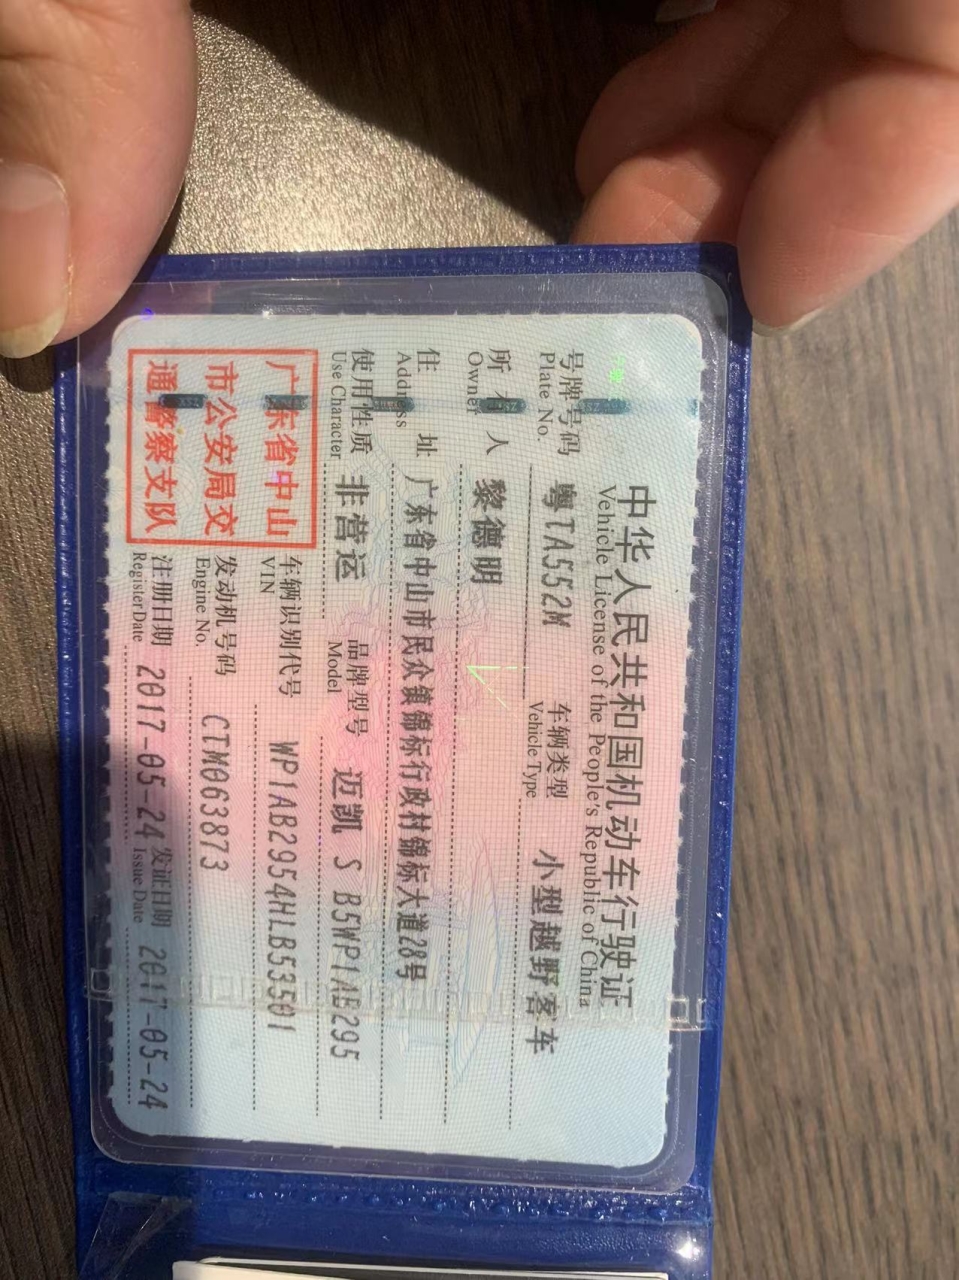 中华人民共和国机动车行驶证
Vehicle License of the People's Republic of China
号牌号码 粤TA552M 车辆类型 小型越野客车
Plate No. Vehicle Type
所有人 黎德明
Owner
住址 广东省中山市民众镇锦标行政村锦标大道28号
Address
使用性质 非营运 品牌型号 迈凯 S B5WP1AB295
Use Character Model
广东省中山
市公安局交
通警察支队
车辆识别代号 WP1AB2954HLB53501
VIN
发动机号码 CTM063873
Engine No.
注册日期 2017-05-24 发证日期 2017-05-24
Register Date Issue Date